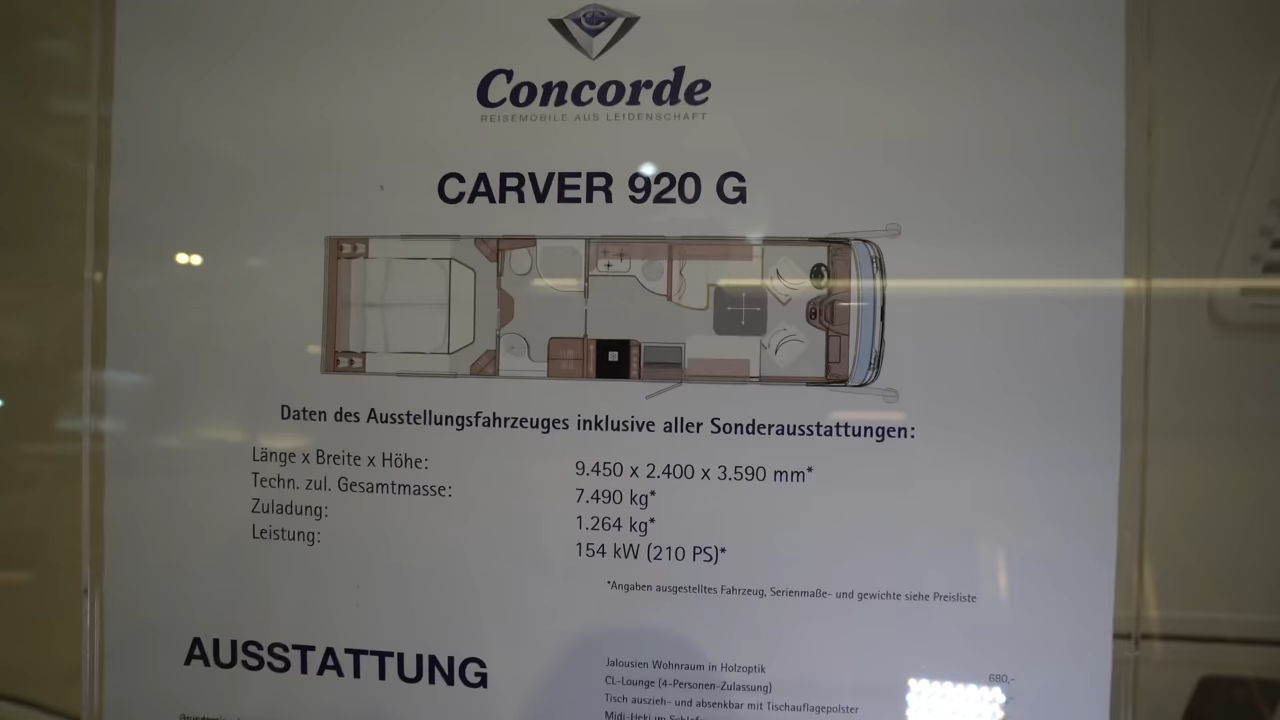 Concorde
REISEMOBILE AUS LEIDENSCHAFT
CARVER 920 G
Daten des Ausstellungsfahrzeuges inklusive aller Sonderausstattungen:
Länge x Breite x Höhe: 9.450 x 2.400 x 3.590 mm*
Techn. zul. Gesamtmasse: 7.490 kg*
Zuladung: 1.264 kg*
Leistung: 154 kW (210 PS)*
*Angaben ausgestelltes Fahrzeug, Serienmaße- und gewichte siehe Preisliste
AUSSTATTUNG
Jalousien Wohnraum in Holzoptik 680,-
CL-Lounge (4-Personen-Zulassung)
Tisch auszieh- und absenkbar mit Tischauflagepolster
Midi-Heki im